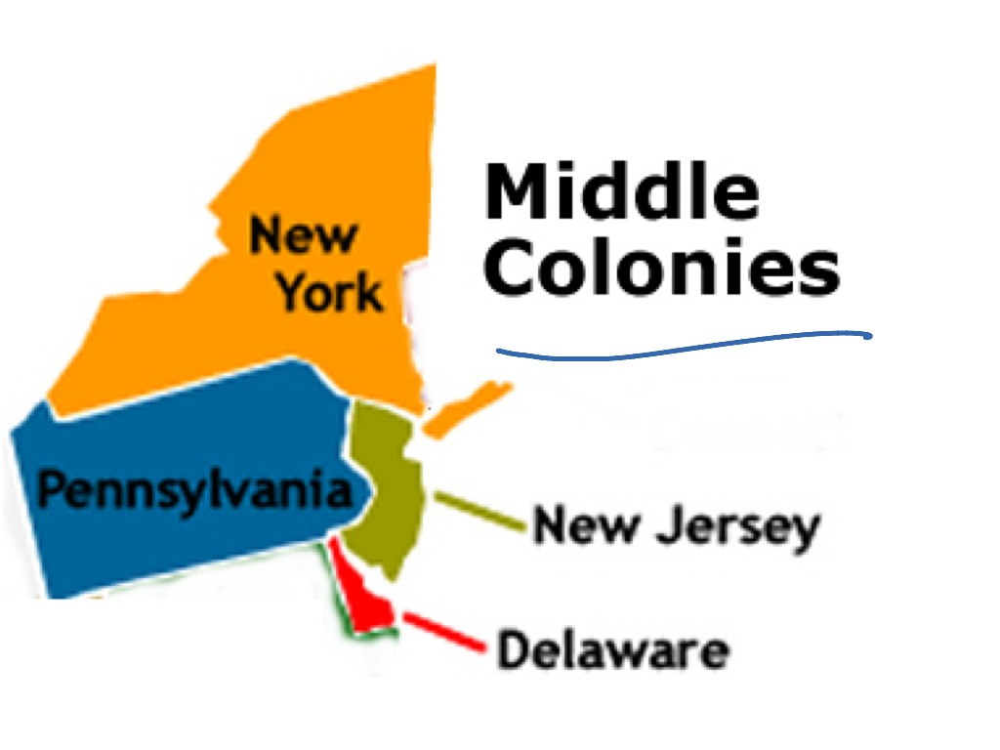 Middle
Colonies
New
York
Pennsylvania
New Jersey
Delaware